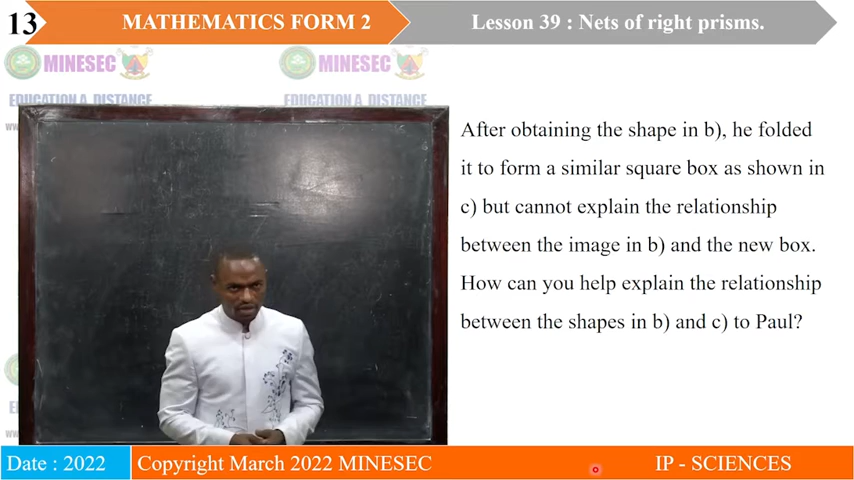 13
MATHEMATICS FORM 2
Lesson 39 : Nets of right prisms.
MINESEC
MINESEC
EDUCATION A DISTANCE
EDUCATION A DISTANCE
After obtaining the shape in b), he folded
it to form a similar square box as shown in
c) but cannot explain the relationship
between the image in b) and the new box.
How can you help explain the relationship
between the shapes in b) and c) to Paul?
Date : 2022
Copyright March 2022 MINESEC
IP - SCIENCES